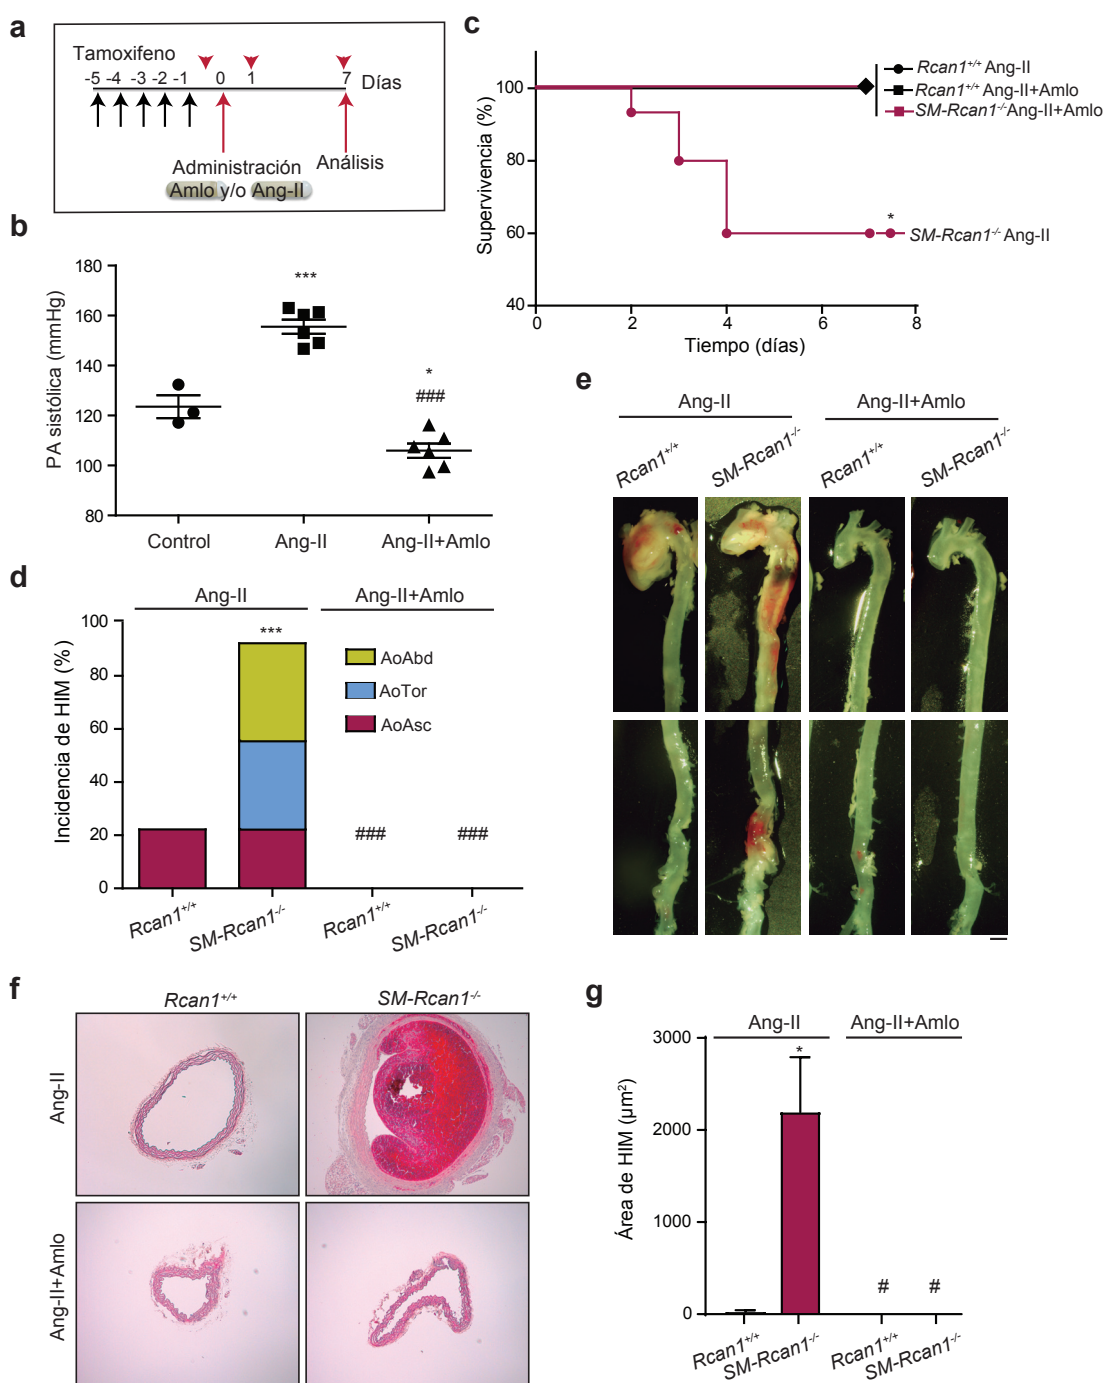 a
Tamoxifeno
-5 -4 -3 -2 -1 0 1 7 Días
Administración
Amlo y/o Ang-II
Análisis
b
PA sistólica (mmHg)
180
160
140
120
100
80
***
*
###
Control Ang-II Ang-II+Amlo
c
Supervivencia (%)
100
80
60
40
0 2 4 6 8
Tiempo (días)
Rcan1+/+ Ang-II
Rcan1+/+ Ang-II+Amlo
SM-Rcan1-/- Ang-II+Amlo
*
SM-Rcan1-/- Ang-II
d
Ang-II Ang-II+Amlo
Incidencia de HIM (%)
100
80
60
40
20
0
***
AoAbd
AoTor
AoAsc
### ###
Rcan1+/+ SM-Rcan1-/- Rcan1+/+ SM-Rcan1-/-
e
Ang-II Ang-II+Amlo
Rcan1+/+ SM-Rcan1-/- Rcan1+/+ SM-Rcan1-/-
f
Rcan1+/+ SM-Rcan1-/-
Ang-II
Ang-II+Amlo
g
Ang-II Ang-II+Amlo
Área de HIM (µm²)
3000
2000
1000
0
*
# #
Rcan1+/+ SM-Rcan1-/- Rcan1+/+ SM-Rcan1-/-